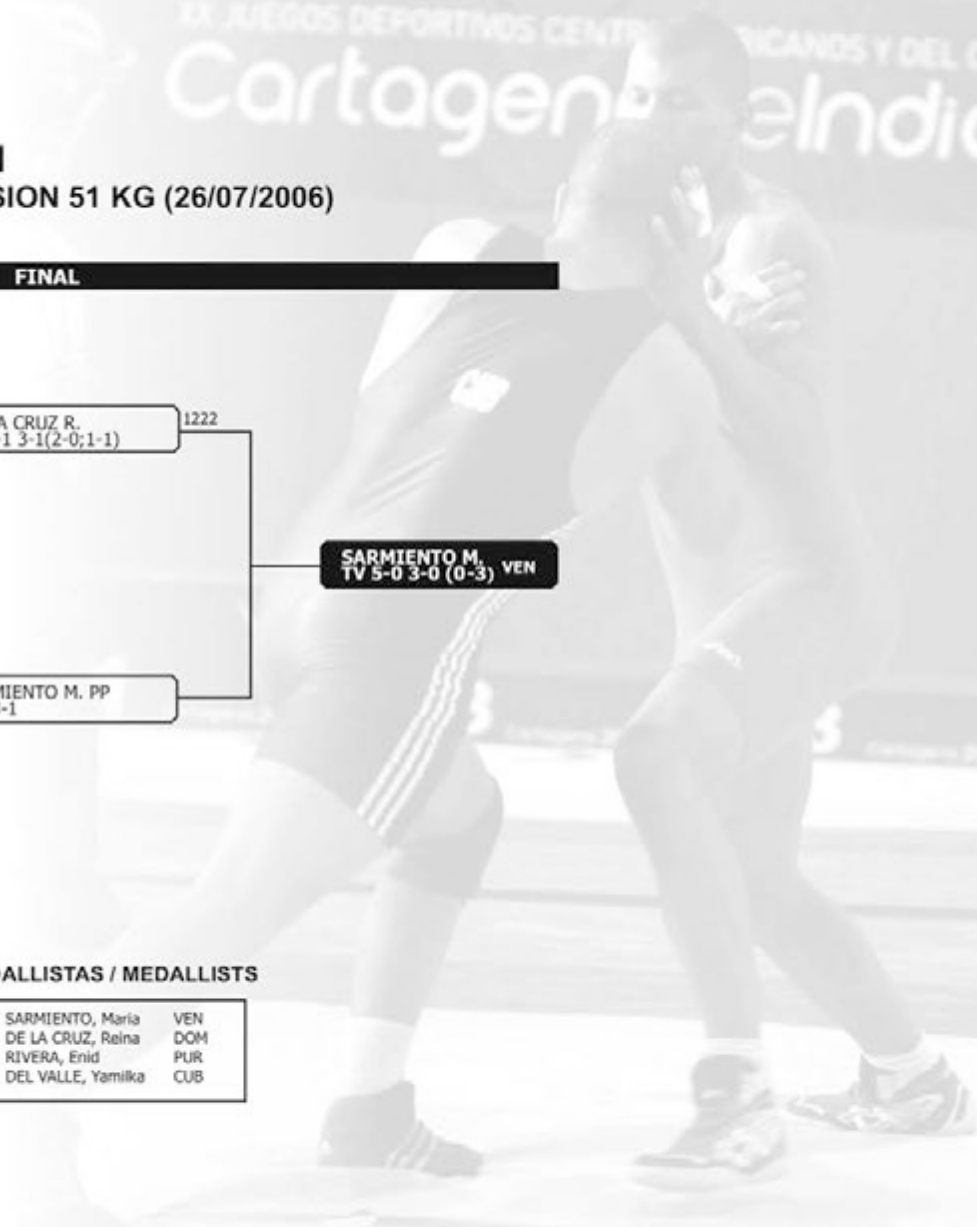 XX JUEGOS DEPORTIVOS CENTR ICANOS Y DEL
Cartagen eIndi
SION 51 KG (26/07/2006)
FINAL
A CRUZ R.
-1 3-1(2-0;1-1)
1222
SARMIENTO M.
TV 5-0 3-0 (0-3) VEN
MIENTO M. PP
-1
DALLISTAS / MEDALLISTS
SARMIENTO, Maria VEN
DE LA CRUZ, Reina DOM
RIVERA, Enid PUR
DEL VALLE, Yamilka CUB